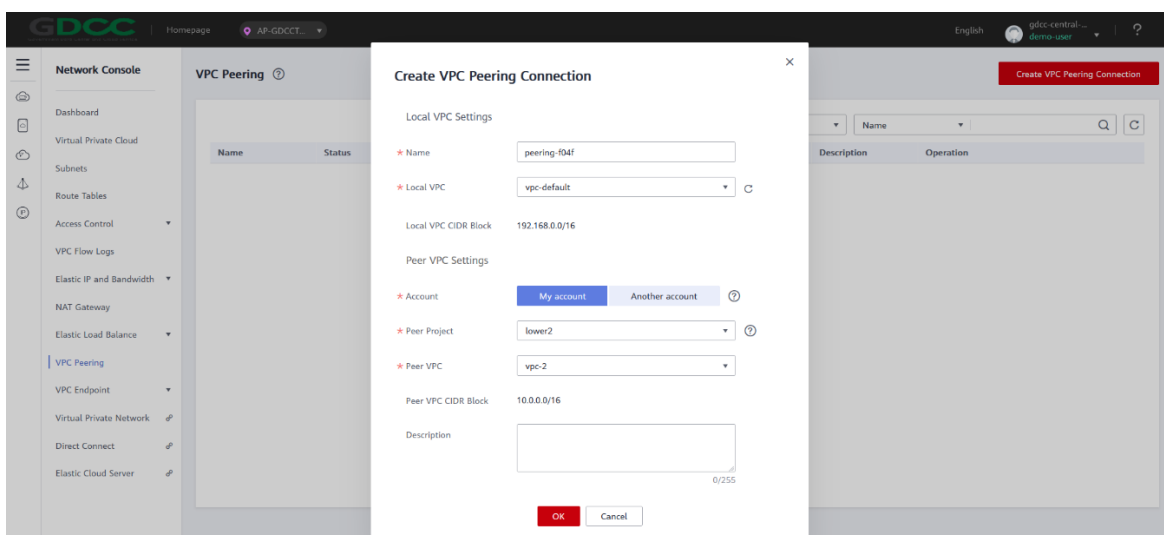 GDCC
Homepage
AP-GDCCT...
English
gdcc-central-...
demo-user
?
Network Console
Dashboard
Virtual Private Cloud
Subnets
Route Tables
Access Control
VPC Flow Logs
Elastic IP and Bandwidth
NAT Gateway
Elastic Load Balance
VPC Peering
VPC Endpoint
Virtual Private Network
Direct Connect
Elastic Cloud Server
VPC Peering ?
Create VPC Peering Connection
Name
Name Status Description Operation
Create VPC Peering Connection
Local VPC Settings
* Name peering-f04f
* Local VPC vpc-default
Local VPC CIDR Block 192.168.0.0/16
Peer VPC Settings
* Account My account Another account ?
* Peer Project lower2 ?
* Peer VPC vpc-2
Peer VPC CIDR Block 10.0.0.0/16
Description
0/255
OK Cancel